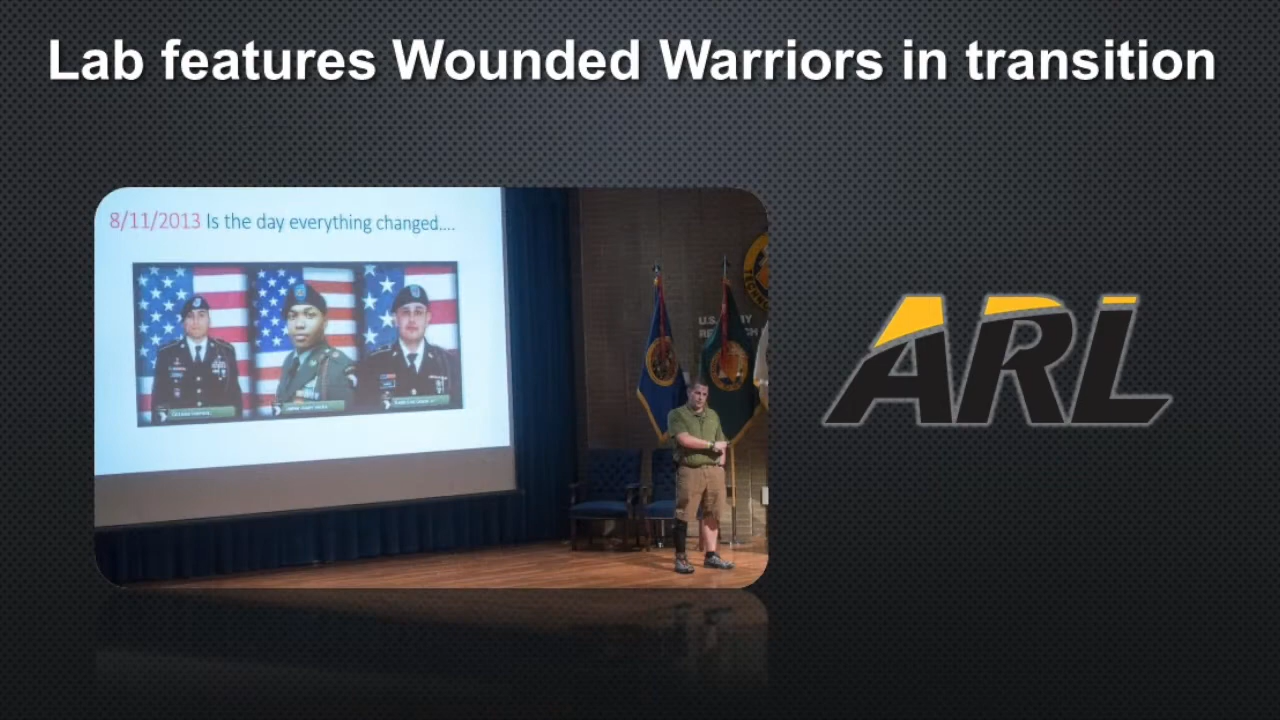 Lab features Wounded Warriors in transition
8/11/2013 Is the day everything changed....
U.S.
ARL